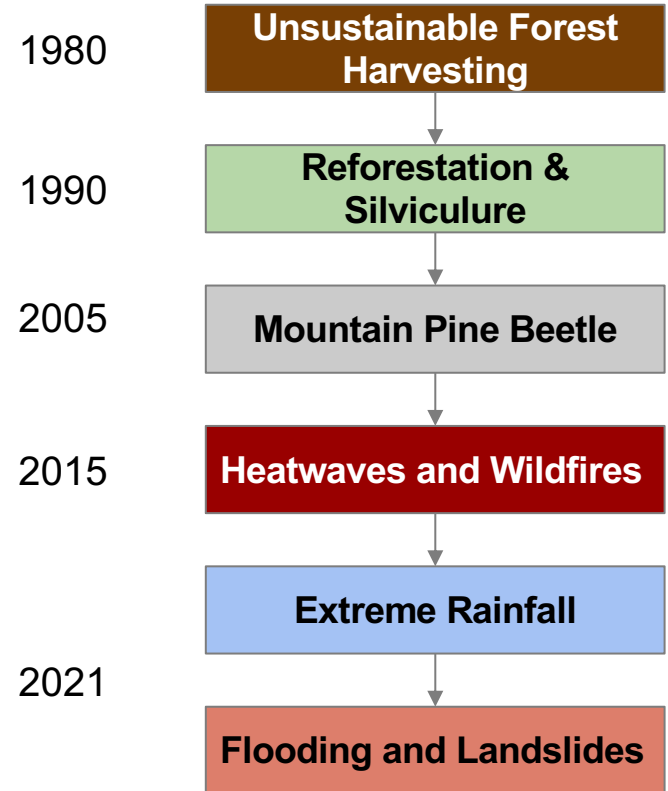 1980
Unsustainable Forest
Harvesting
1990
Reforestation &
Silviculure
2005
Mountain Pine Beetle
2015
Heatwaves and Wildfires
Extreme Rainfall
2021
Flooding and Landslides